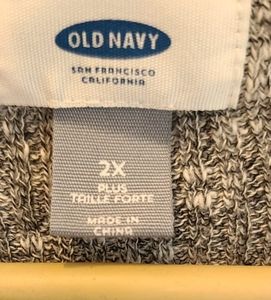 OLD NAVY
SAN FRANCISCO
CALIFORNIA
2X
PLUS
TAILLE FORTE
MADE IN
CHINA